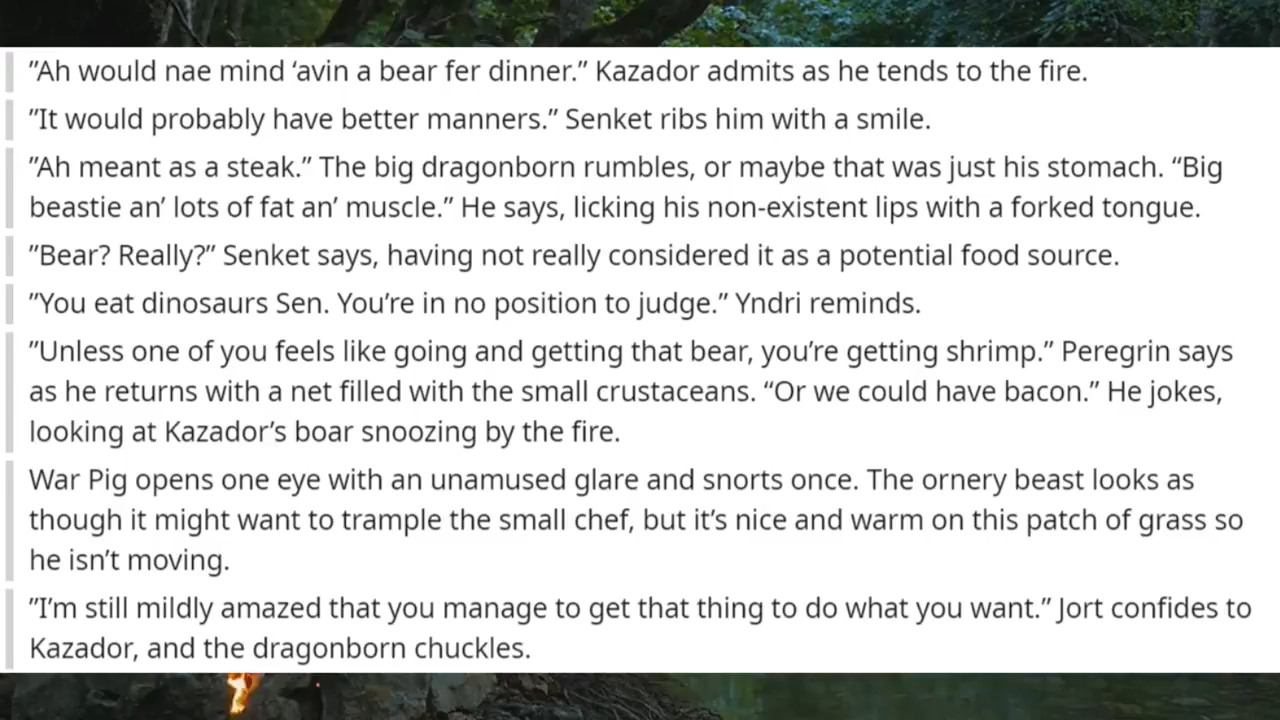 ”Ah would nae mind ‘avin a bear fer dinner.” Kazador admits as he tends to the fire.
”It would probably have better manners.” Senket ribs him with a smile.
”Ah meant as a steak.” The big dragonborn rumbles, or maybe that was just his stomach. “Big
beastie an’ lots of fat an’ muscle.” He says, licking his non-existent lips with a forked tongue.
”Bear? Really?” Senket says, having not really considered it as a potential food source.
”You eat dinosaurs Sen. You’re in no position to judge.” Yndri reminds.
”Unless one of you feels like going and getting that bear, you’re getting shrimp.” Peregrin says
as he returns with a net filled with the small crustaceans. “Or we could have bacon.” He jokes,
looking at Kazador’s boar snoozing by the fire.
War Pig opens one eye with an unamused glare and snorts once. The ornery beast looks as
though it might want to trample the small chef, but it’s nice and warm on this patch of grass so
he isn’t moving.
”I’m still mildly amazed that you manage to get that thing to do what you want.” Jort confides to
Kazador, and the dragonborn chuckles.